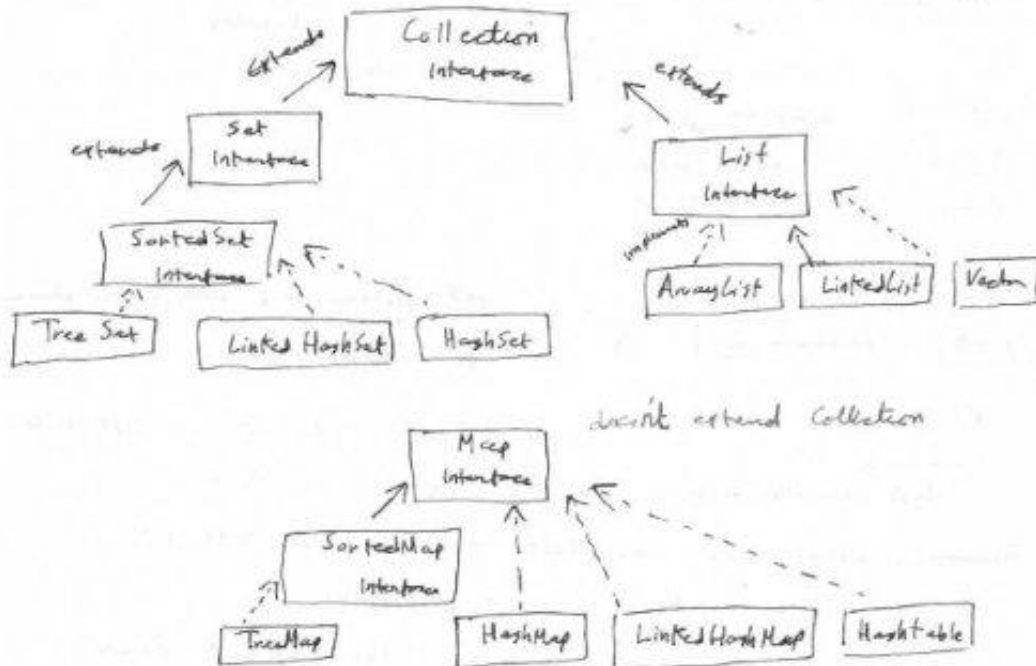 Collection
Interface
extends
extends
Set
Interface
extends
List
Interface
SortedSet
Interface
implements
ArrayList
LinkedList
Vector
Tree Set
Linked HashSet
HashSet
doesn't extend Collection
Map
Interface
SortedMap
Interface
TreeMap
HashMap
LinkedHashMap
HashTable